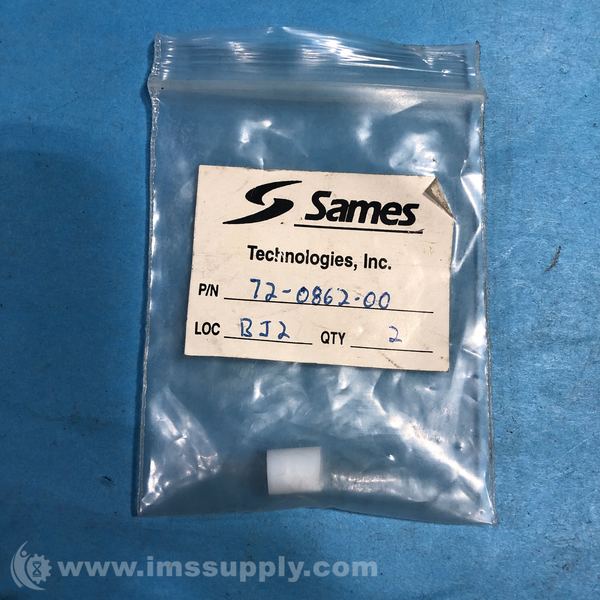 Sames
Technologies, Inc.
P/N 72-0862-00
LOC BJ2 QTY 2
www.imssupply.com